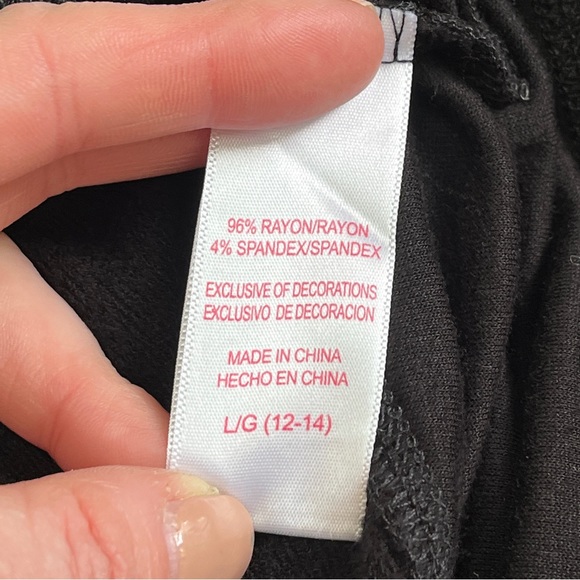 96% RAYON/RAYON
4% SPANDEX/SPANDEX
EXCLUSIVE OF DECORATIONS
EXCLUSIVO DE DECORACION
MADE IN CHINA
HECHO EN CHINA
L/G (12-14)